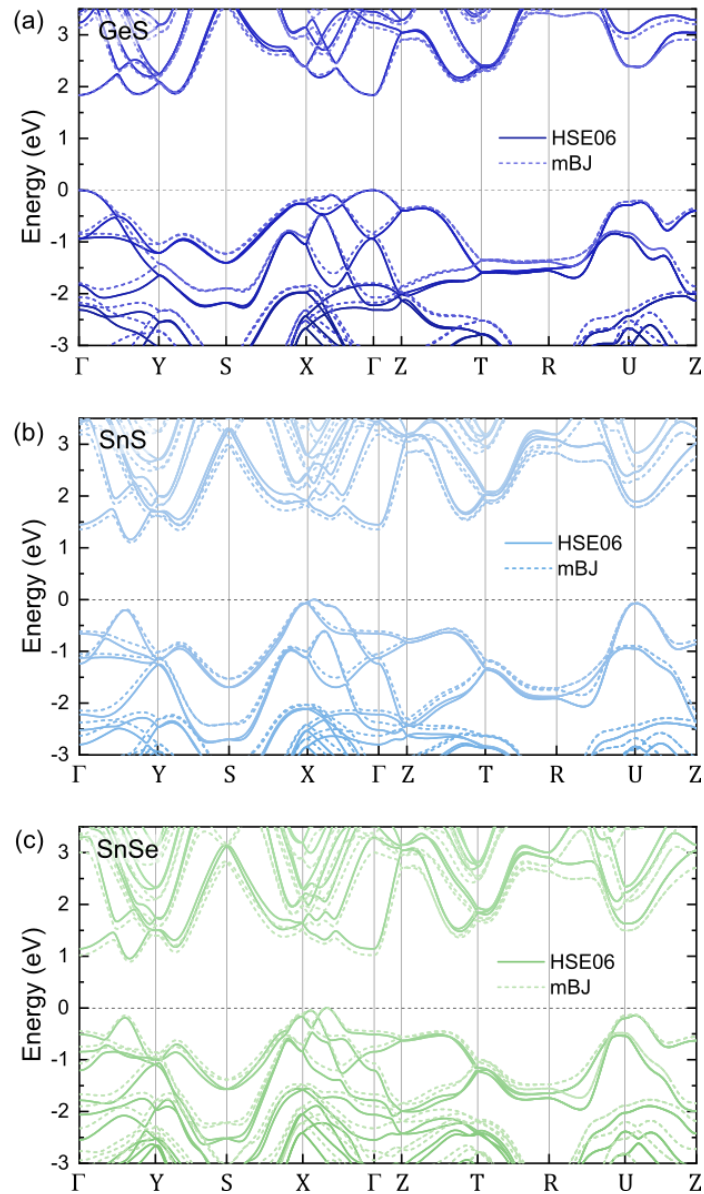 (a)
GeS
3
2
1
0
-1
-2
-3
Energy (eV)
HSE06
mBJ
Γ Y S X Γ Z T R U Z
(b)
SnS
3
2
1
0
-1
-2
-3
Energy (eV)
HSE06
mBJ
Γ Y S X Γ Z T R U Z
(c)
SnSe
3
2
1
0
-1
-2
-3
Energy (eV)
HSE06
mBJ
Γ Y S X Γ Z T R U Z